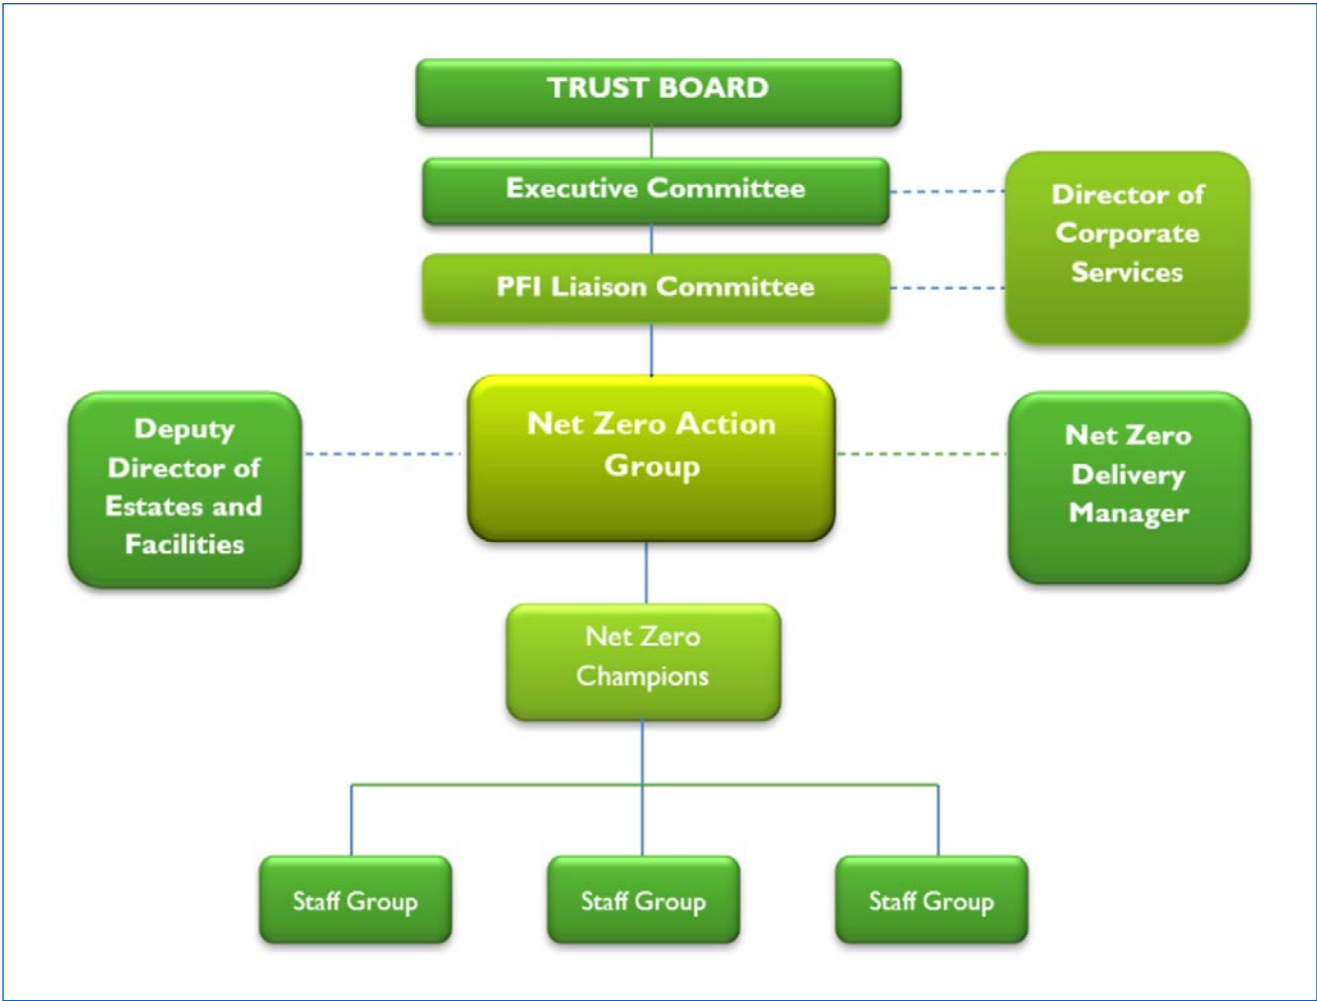 TRUST BOARD
Executive Committee
Director of
Corporate
Services
PFI Liaison Committee
Net Zero Action
Group
Deputy
Director of
Estates and
Facilities
Net Zero
Delivery
Manager
Net Zero
Champions
Staff Group
Staff Group
Staff Group